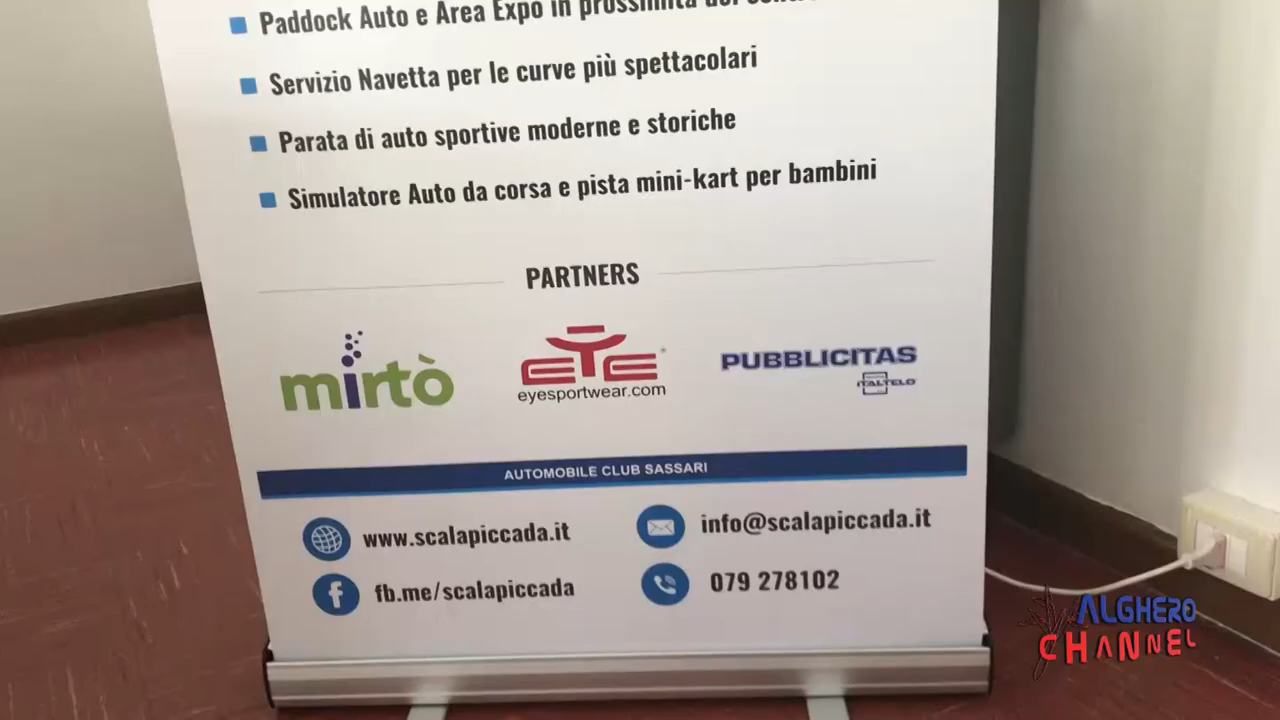 Paddock Auto e Area Expo in prossimità del
Servizio Navetta per le curve più spettacolari
Parata di auto sportive moderne e storiche
Simulatore Auto da corsa e pista mini-kart per bambini
PARTNERS
mirtò
EYE
eyesportwear.com
PUBBLICITAS
ITALTELO
AUTOMOBILE CLUB SASSARI
www.scalapiccada.it
info@scalapiccada.it
fb.me/scalapiccada
079 278102
ALGHERO
CHANNEL